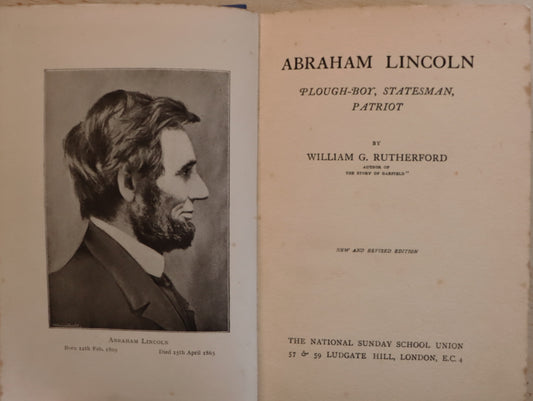 ABRAHAM LINCOLN
Born 12th Feb. 1809 Died 15th April 1865
ABRAHAM LINCOLN
PLOUGH-BOY, STATESMAN,
PATRIOT
BY
WILLIAM G. RUTHERFORD
AUTHOR OF
THE STORY OF GARFIELD"
NEW AND REVISED EDITION
THE NATIONAL SUNDAY SCHOOL UNION
57 & 59 LUDGATE HILL, LONDON, E.C. 4